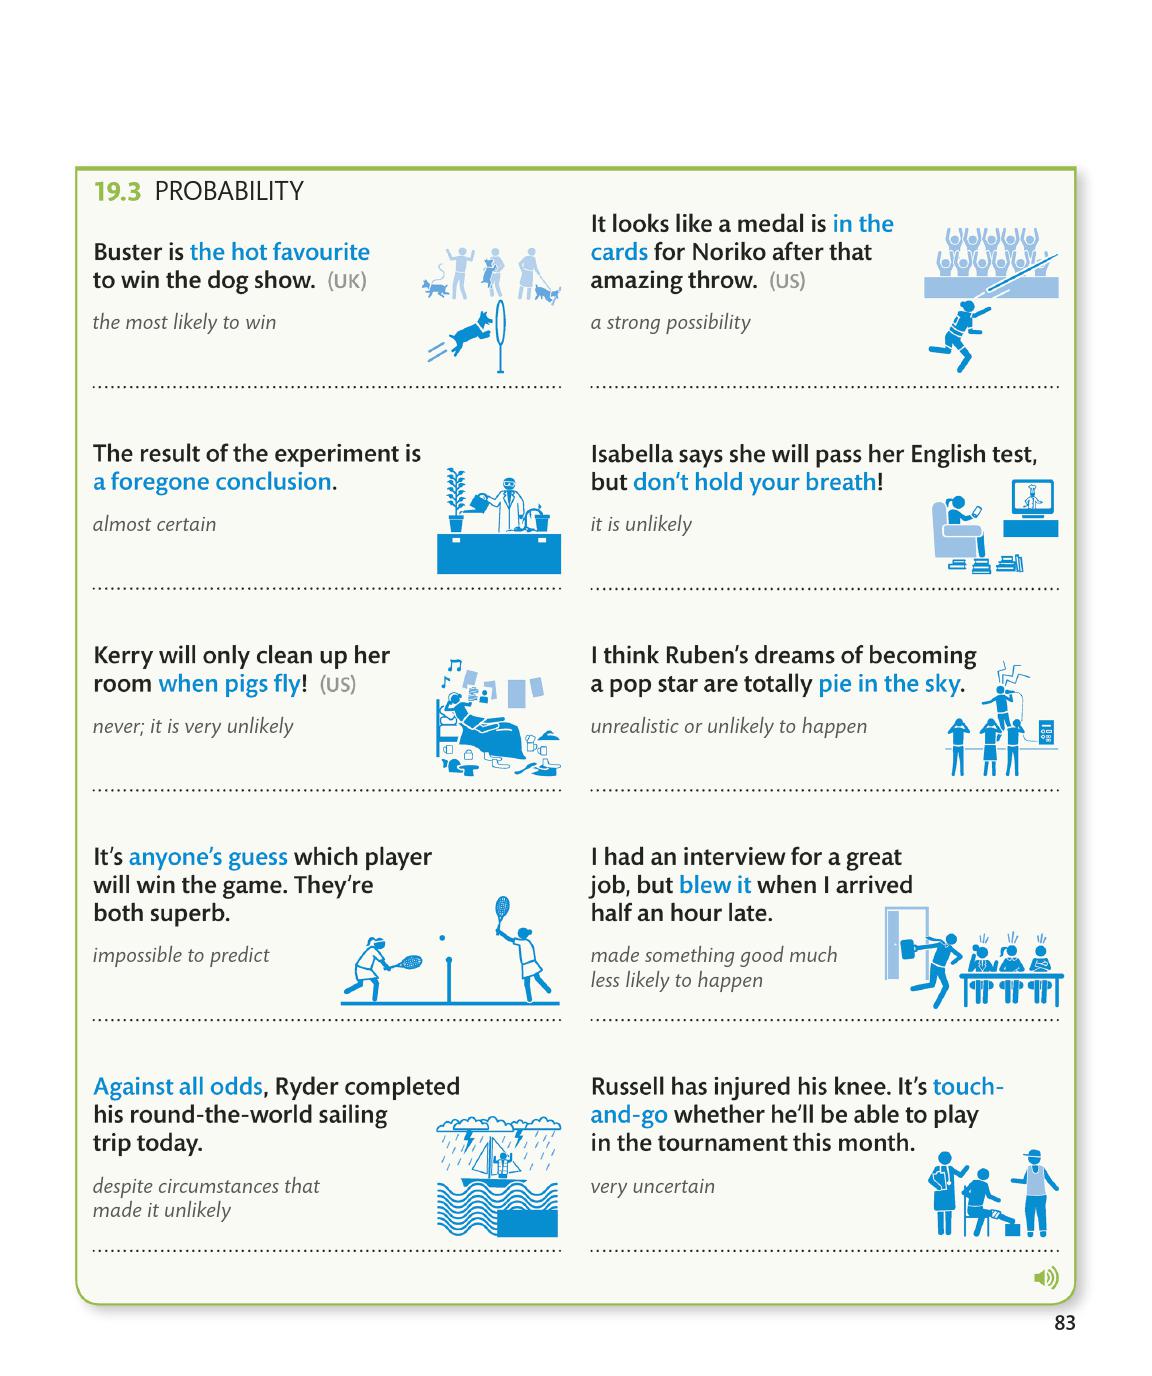 19.3 PROBABILITY
Buster is the hot favourite
to win the dog show. (UK)
the most likely to win
It looks like a medal is in the
cards for Noriko after that
amazing throw. (US)
a strong possibility
The result of the experiment is
a foregone conclusion.
almost certain
Isabella says she will pass her English test,
but don't hold your breath!
it is unlikely
Kerry will only clean up her
room when pigs fly! (US)
never; it is very unlikely
I think Ruben's dreams of becoming
a pop star are totally pie in the sky.
unrealistic or unlikely to happen
It's anyone's guess which player
will win the game. They're
both superb.
impossible to predict
I had an interview for a great
job, but blew it when I arrived
half an hour late.
made something good much
less likely to happen
Against all odds, Ryder completed
his round-the-world sailing
trip today.
despite circumstances that
made it unlikely
Russell has injured his knee. It's touch-
and-go whether he'll be able to play
in the tournament this month.
very uncertain
83